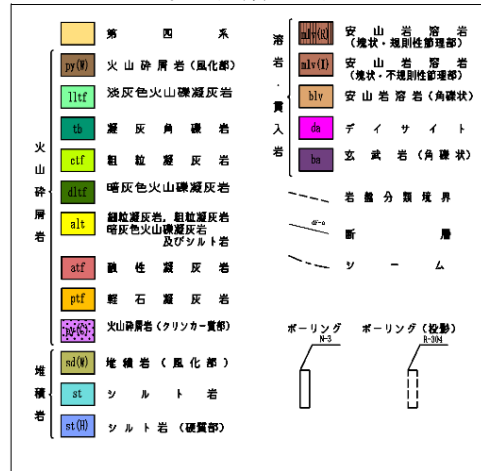 第四系
火山砕屑岩
py(W) 火山砕屑岩(風化部)
lltf 淡灰色火山礫凝灰岩
tb 凝灰角礫岩
ctf 粗粒凝灰岩
dltf 暗灰色火山礫凝灰岩
alt 細粒凝灰岩，粗粒凝灰岩
暗灰色火山礫凝灰岩
及びシルト岩
atf 酸性凝灰岩
ptf 軽石凝灰岩
py(C) 火山砕屑岩(クリンカー質部)
堆積岩
sd(W) 堆積岩(風化部)
st シルト岩
st(H) シルト岩(硬質部)
溶岩・貫入岩
mlv(R) 安山岩溶岩
(塊状・規則性節理部)
mlv(I) 安山岩溶岩
(塊状・不規則性節理部)
blv 安山岩溶岩(角礫状)
da デイサイト
ba 玄武岩(角礫状)
岩盤分類境界
断層
シーム
ボーリング
N-3
ボーリング(投影)
R-304